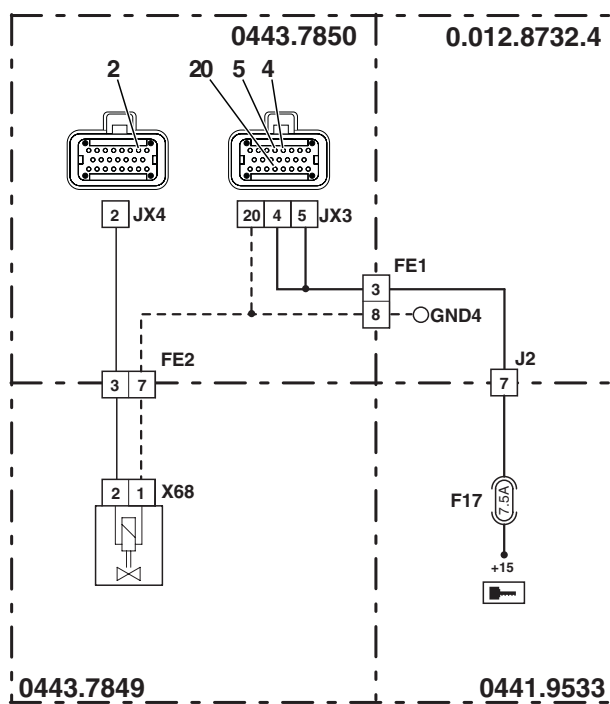 0443.7850
0.012.8732.4
2
20 5 4
2 JX4
20 4 5 JX3
FE1
3
8 GND4
FE2
J2
3 7
7
2 1 X68
F17
7.5A
+15
0443.7849
0441.9533